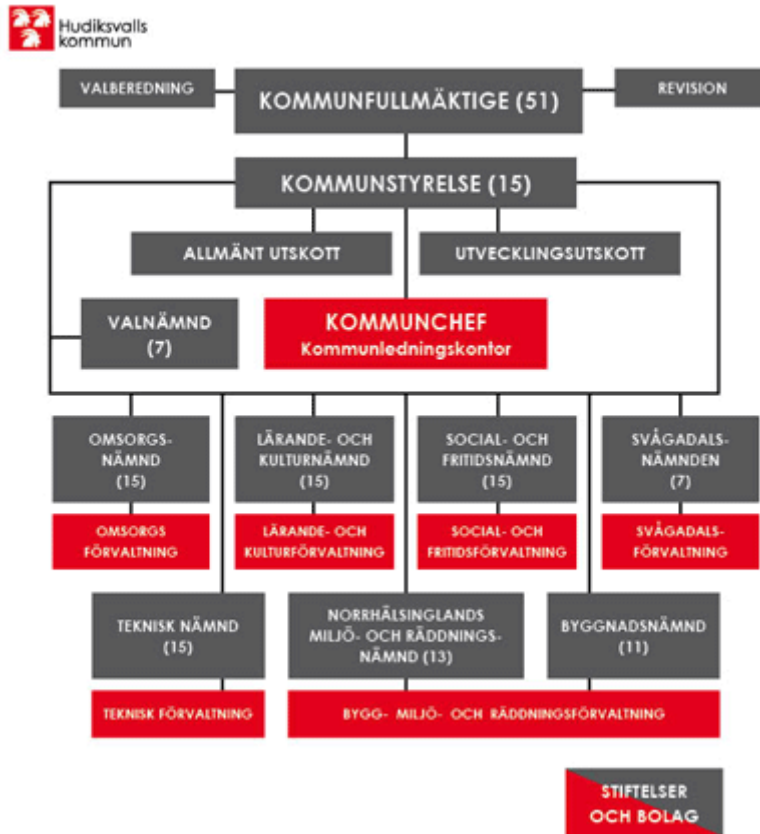 Hudiksvalls
kommun
VALBEREDNING
KOMMUNFULLMÄKTIGE (51)
REVISION
KOMMUNSTYRELSE (15)
ALLMÄNT UTSKOTT
UTVECKLINGSUTSKOTT
VALNÄMND
(7)
KOMMUNCHEF
Kommunledningskontor
OMSORGS-
NÄMND
(15)
LÄRANDE- OCH
KULTURNÄMND
(15)
SOCIAL- OCH
FRITIDSNÄMND
(15)
SVÅGADALS-
NÄMNDEN
(7)
OMSORGS
FÖRVALTNING
LÄRANDE- OCH
KULTURFÖRVALTNING
SOCIAL- OCH
FRITIDSFÖRVALTNING
SVÅGADALS-
FÖRVALTNING
TEKNISK NÄMND
(15)
NORRHÄLSINGLANDS
MILJÖ- OCH RÄDDNINGS-
NÄMND (13)
BYGGNADSNÄMND
(11)
TEKNISK FÖRVALTNING
BYGG- MILJÖ- OCH RÄDDNINGSFÖRVALTNING
STIFTELSER
OCH BOLAG